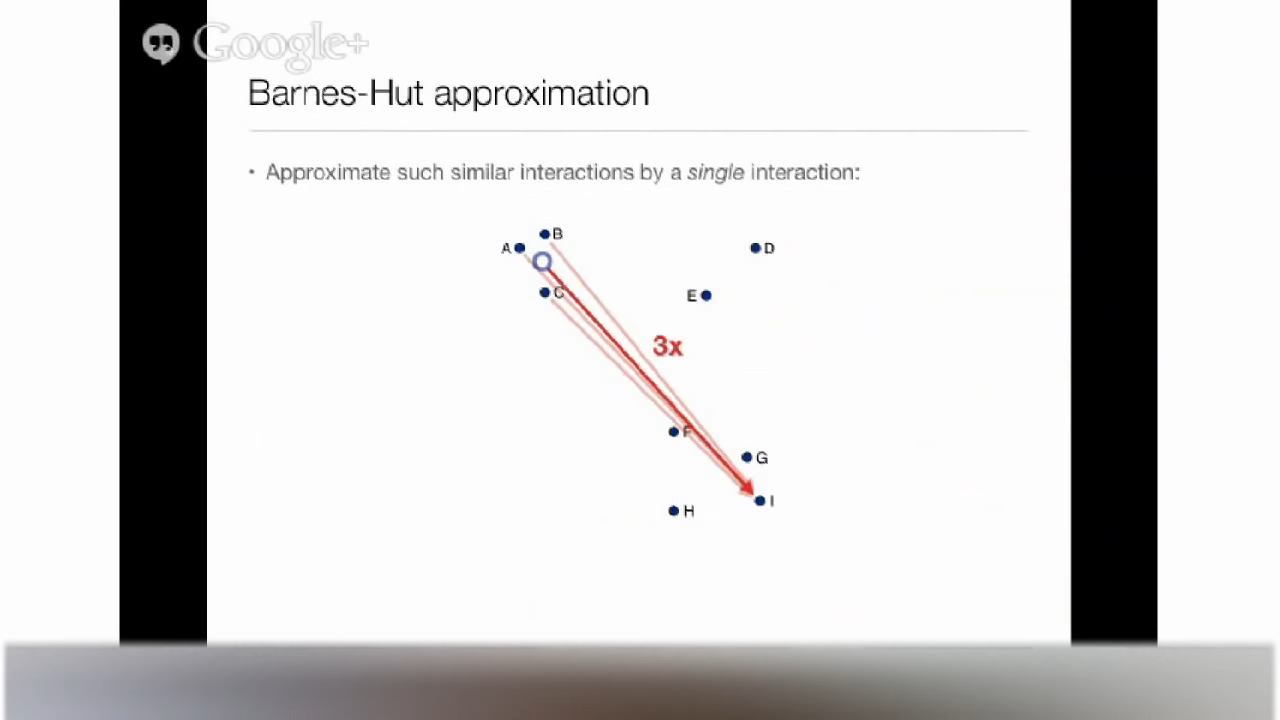 Google+
Barnes-Hut approximation
• Approximate such similar interactions by a single interaction:
B
A
D
C
E
3x
F
G
I
H